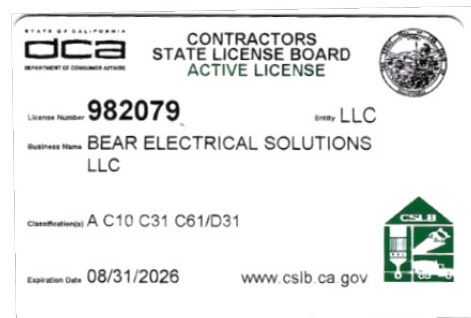 STATE OF CALIFORNIA
dca
DEPARTMENT OF CONSUMER AFFAIRS
CONTRACTORS
STATE LICENSE BOARD
ACTIVE LICENSE
License Number 982079
Entity LLC
Business Name BEAR ELECTRICAL SOLUTIONS
LLC
Classification(s) A C10 C31 C61/D31
CSLB
Expiration Date 08/31/2026
www.cslb.ca.gov